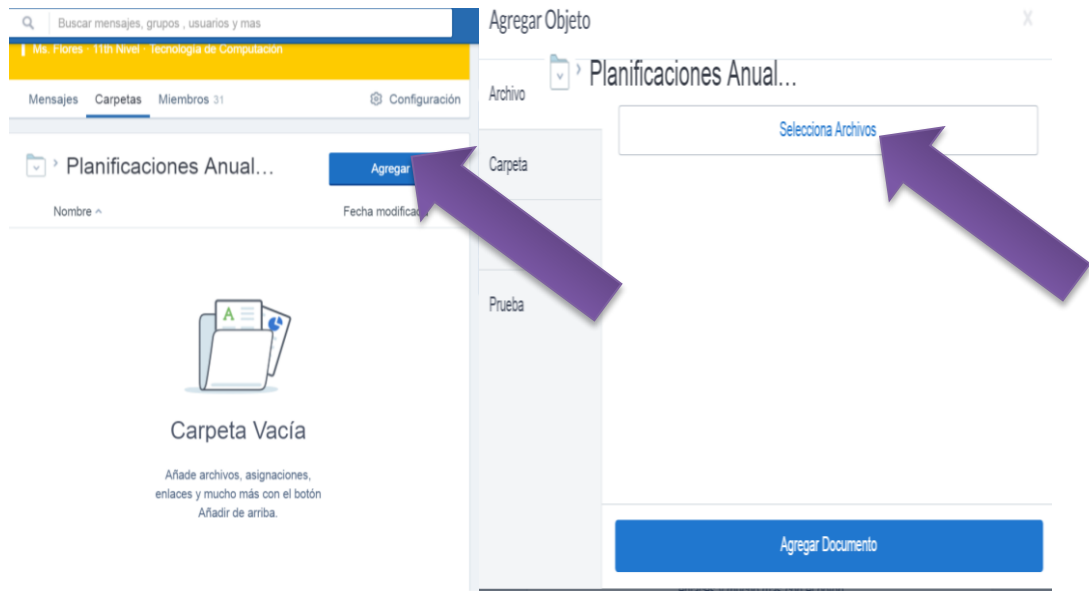 Buscar mensajes, grupos , usuarios y mas
Ms. Flores · 11th Nivel · Tecnología de Computación
Mensajes Carpetas Miembros 31 Configuración
Planificaciones Anual...
Agregar
Nombre Fecha modificada
A
Carpeta Vacía
Añade archivos, asignaciones,
enlaces y mucho más con el botón
Añadir de arriba.
Agregar Objeto X
Planificaciones Anual...
Archivo
Selecciona Archivos
Carpeta
Prueba
Agregar Documento